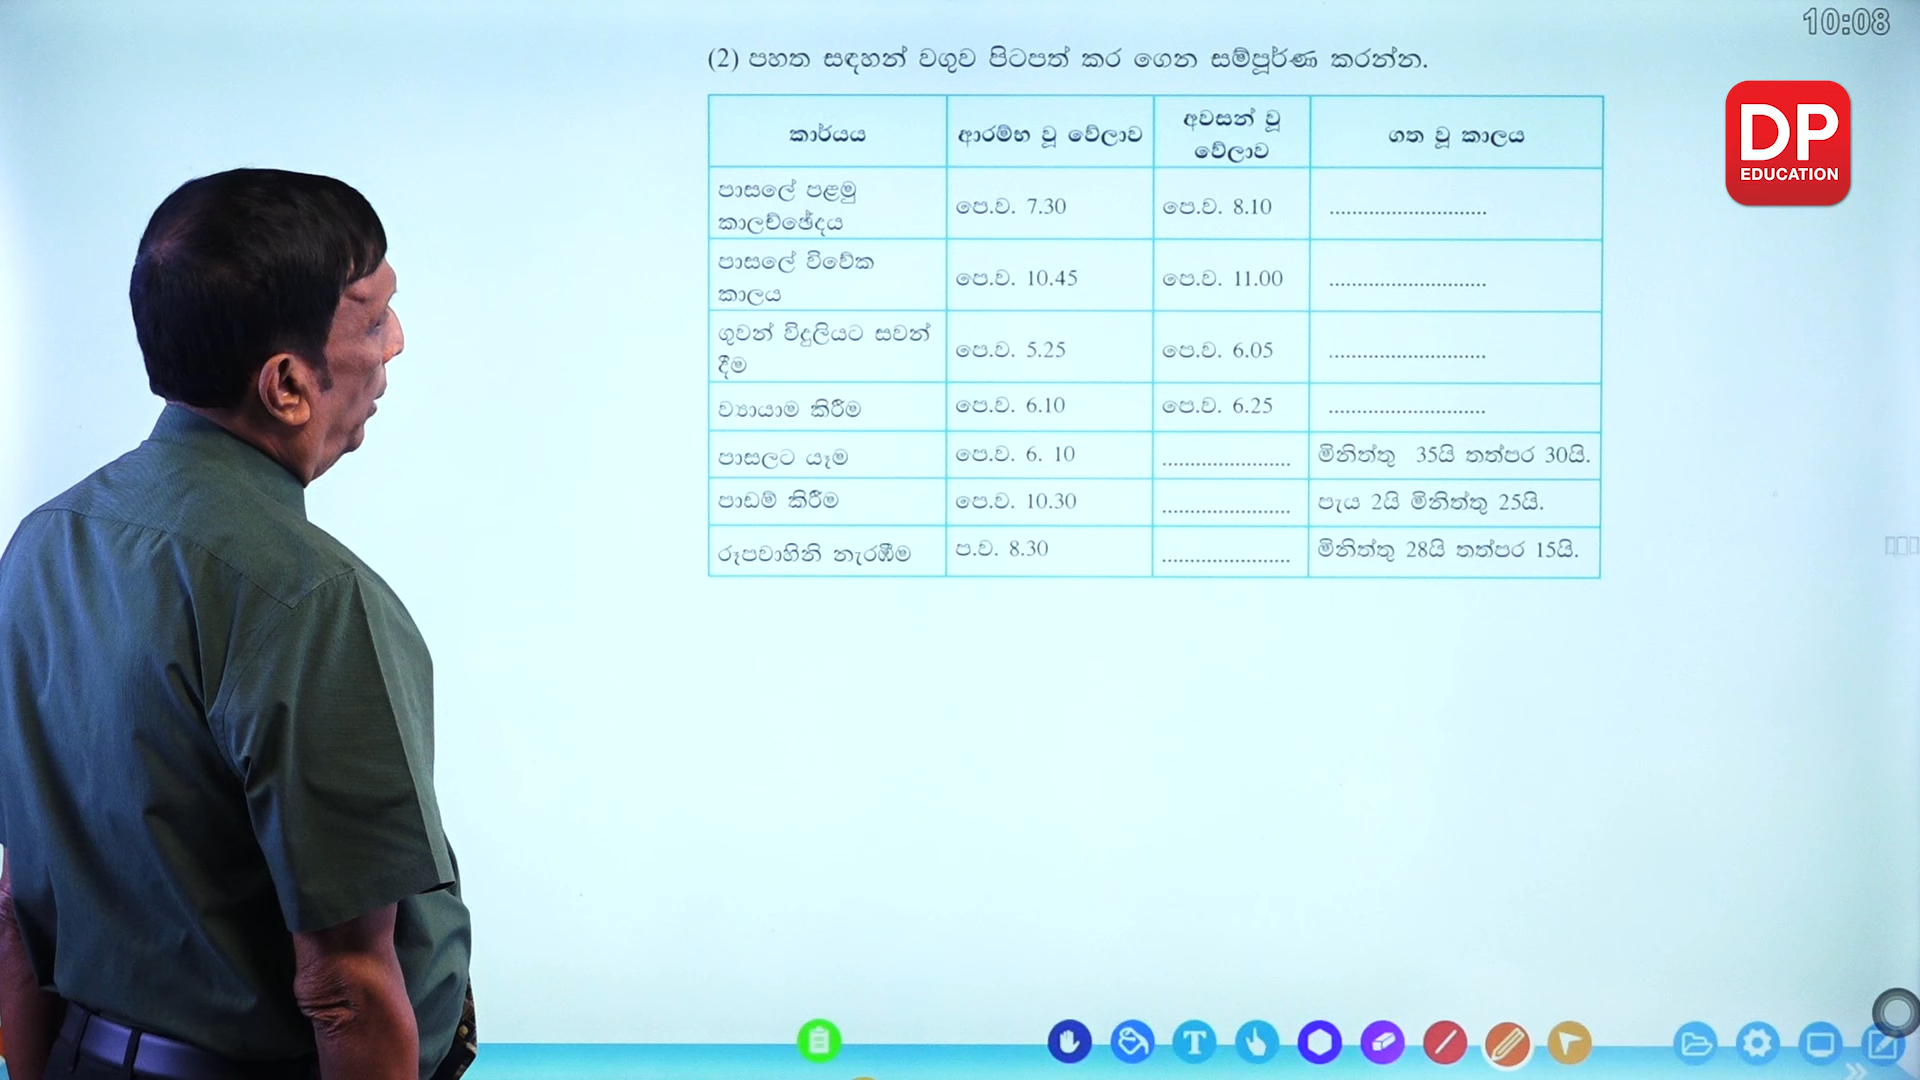 10:08
(2) පහත සඳහන් වගුව පිටපත් කර ගෙන සම්පූර්ණ කරන්න.
DP
EDUCATION
කාර්යය ආරම්භ වූ වේලාව අවසන් වූ වේලාව ගත වූ කාලය
පාසලේ පළමු කාලච්ඡේදය පෙ.ව. 7.30 පෙ.ව. 8.10 ...........................
පාසලේ විවේක කාලය පෙ.ව. 10.45 පෙ.ව. 11.00 ...........................
ගුවන් විදුලියට සවන් දීම පෙ.ව. 5.25 පෙ.ව. 6.05 ...........................
ව්‍යායාම කිරීම පෙ.ව. 6.10 පෙ.ව. 6.25 ...........................
පාසලට යෑම පෙ.ව. 6. 10 ...................... මිනිත්තු 35යි තත්පර 30යි.
පාඩම් කිරීම පෙ.ව. 10.30 ...................... පැය 2යි මිනිත්තු 25යි.
රූපවාහිනි නැරඹීම ප.ව. 8.30 ...................... මිනිත්තු 28යි තත්පර 15යි.